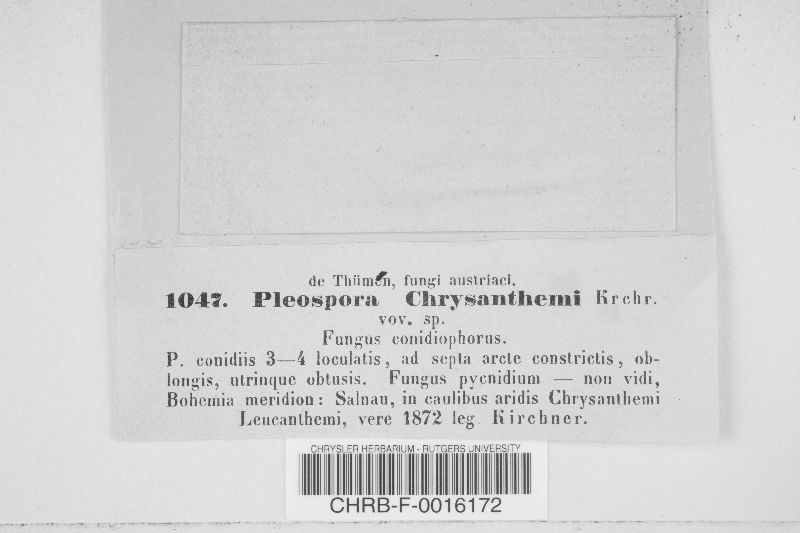 de Thümén, fungi austriaci.
1047. Pleospora Chrysanthemi Krchr.
vov. sp.
Fungus conidiophorus.
P. conidiis 3—4 loculatis, ad septa arcte constrictis, ob-
longis, utrinque obtusis. Fungus pycnidium — non vidi,
Bohemia meridion: Salnau, in caulibus aridis Chrysanthemi
Leucanthemi, vere 1872 leg Kirchner.
CHRYSLER HERBARIUM - RUTGERS UNIVERSITY
CHRB-F-0016172